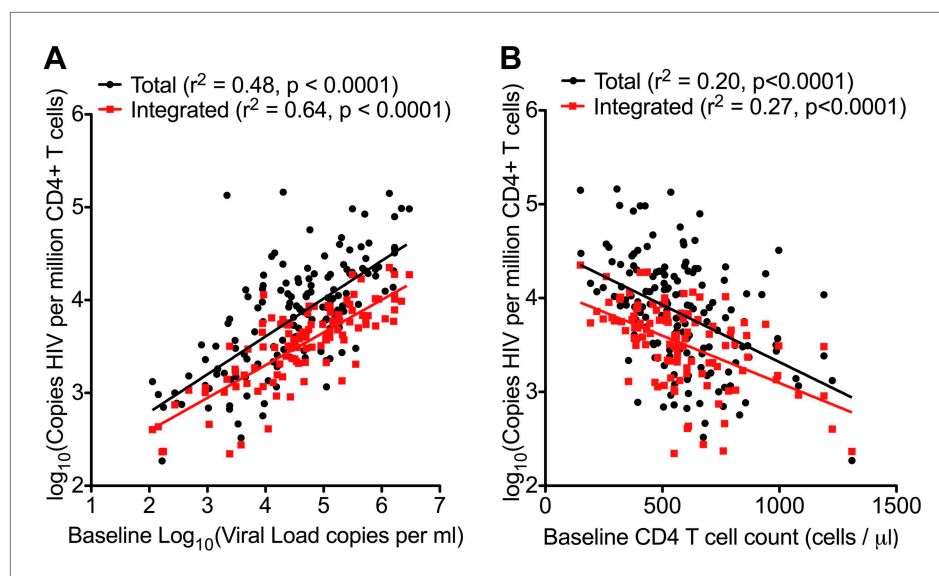 A
Total (r² = 0.48, p < 0.0001)
Integrated (r² = 0.64, p < 0.0001)
log₁₀(Copies HIV per million CD4+ T cells)
6
5
4
3
2
1 2 3 4 5 6 7
Baseline Log₁₀(Viral Load copies per ml)
B
Total (r² = 0.20, p<0.0001)
Integrated (r² = 0.27, p<0.0001)
log₁₀(Copies HIV per million CD4+ T cells)
6
5
4
3
2
0 500 1000 1500
Baseline CD4 T cell count (cells / μl)